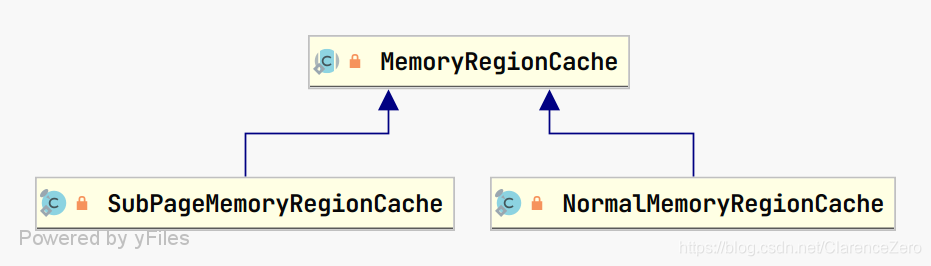 MemoryRegionCache
SubPageMemoryRegionCache
NormalMemoryRegionCache
Powered by yFiles
https://blog.csdn.net/ClarenceZero